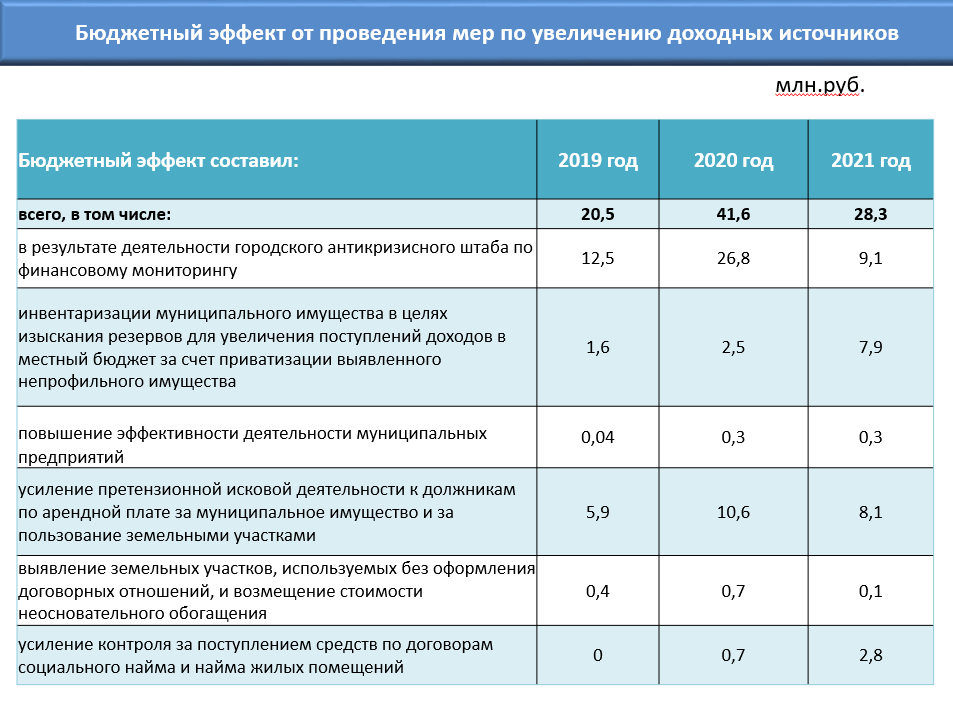 Бюджетный эффект от проведения мер по увеличению доходных источников
млн.руб.
Бюджетный эффект составил: 2019 год 2020 год 2021 год
всего, в том числе: 20,5 41,6 28,3
в результате деятельности городского антикризисного штаба по
финансовому мониторингу
12,5 26,8 9,1
инвентаризации муниципального имущества в целях
изыскания резервов для увеличения поступлений доходов в
местный бюджет за счет приватизации выявленного
непрофильного имущества
1,6 2,5 7,9
повышение эффективности деятельности муниципальных
предприятий
0,04 0,3 0,3
усиление претензионной исковой деятельности к должникам
по арендной плате за муниципальное имущество и за
пользование земельными участками
5,9 10,6 8,1
выявление земельных участков, используемых без оформления
договорных отношений, и возмещение стоимости
неосновательного обогащения
0,4 0,7 0,1
усиление контроля за поступлением средств по договорам
социального найма и найма жилых помещений
0 0,7 2,8